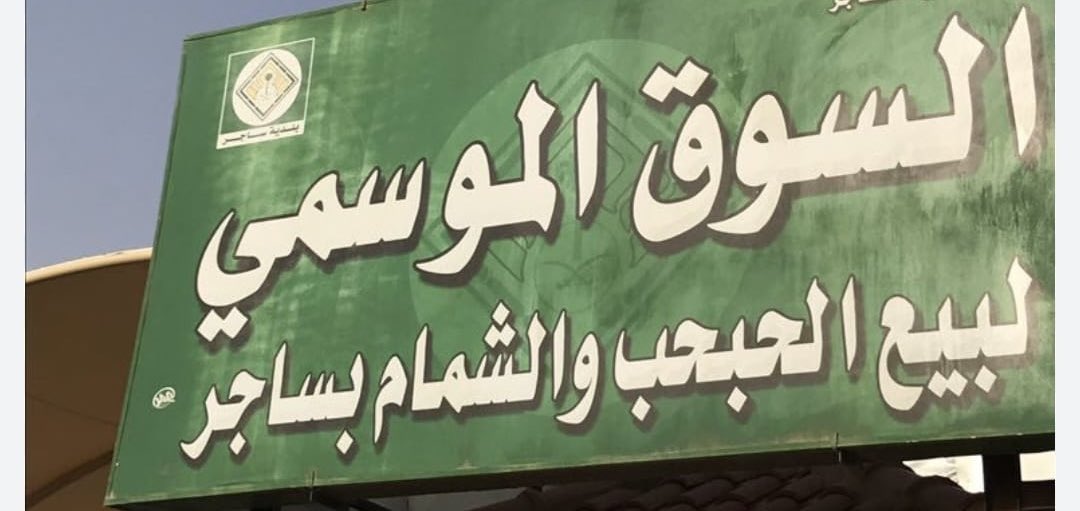 السوق الموسمي
لبيع الحبحب والشمام بساجر
بلدية ساجر